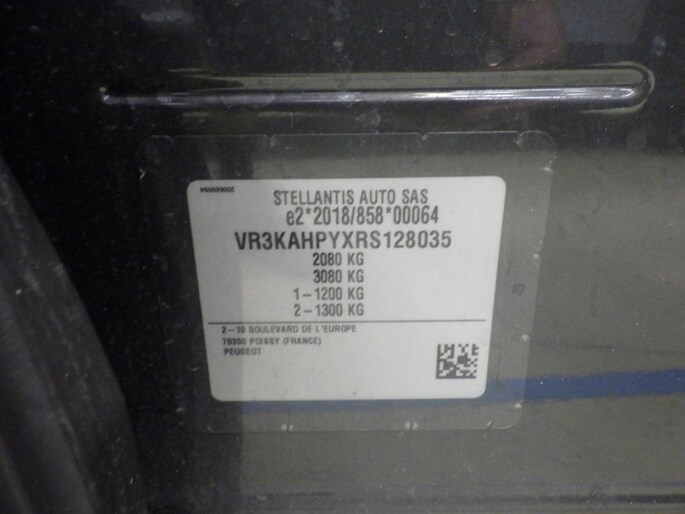 STELLANTIS AUTO SAS
e2*2018/858*00064
VR3KAHPYXRS128035
2080 KG
3080 KG
1-1200 KG
2-1300 KG
2-10 BOULEVARD DE L'EUROPE
78300 POISSY (FRANCE)
PEUGEOT